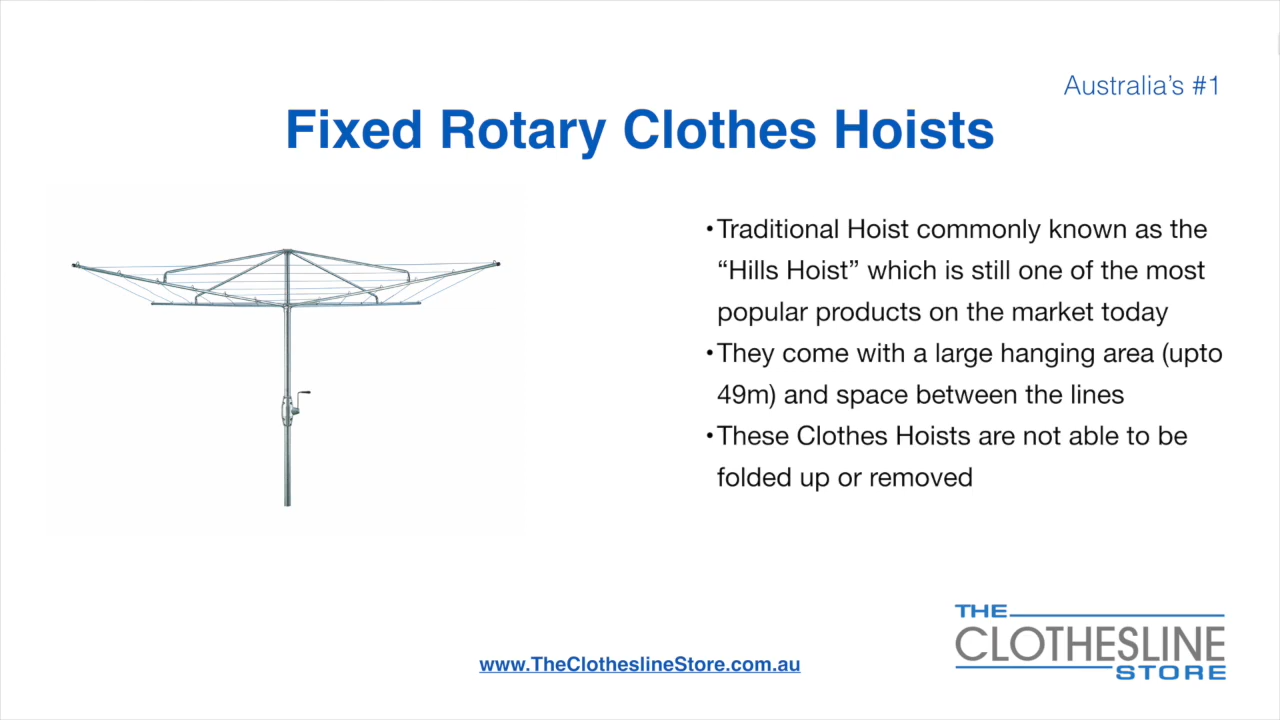 Australia’s #1
Fixed Rotary Clothes Hoists
•Traditional Hoist commonly known as the
“Hills Hoist” which is still one of the most
popular products on the market today
•They come with a large hanging area (upto
49m) and space between the lines
•These Clothes Hoists are not able to be
folded up or removed
www.TheClotheslineStore.com.au
THE
CLOTHESLINE
STORE